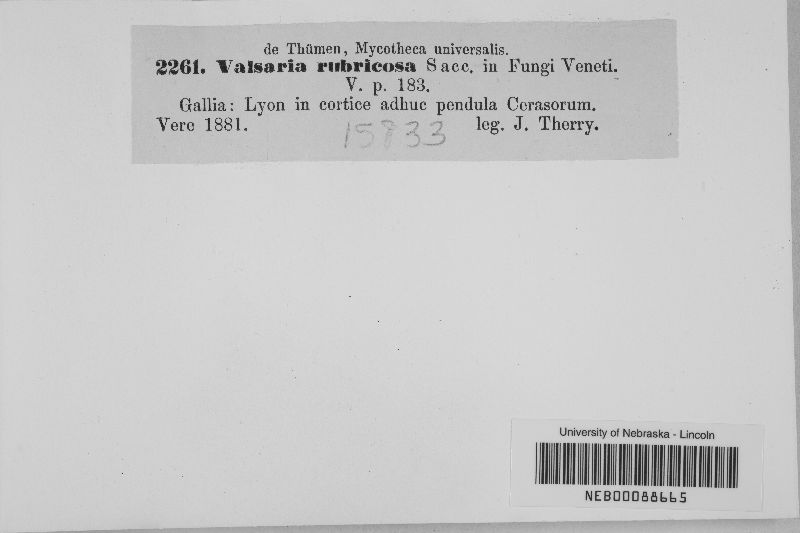 de Thümen, Mycotheca universalis.
2261. Valsaria rubricosa Sacc. in Fungi Veneti.
V. p. 183.
Gallia: Lyon in cortice adhuc pendula Cerasorum.
Vere 1881. leg. J. Therry.
15833
University of Nebraska - Lincoln
NEB00088665